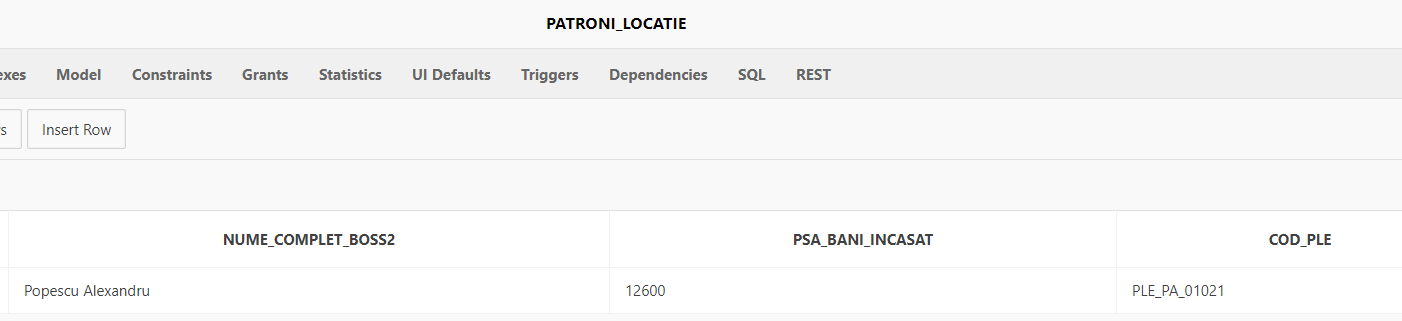 PATRONI_LOCATIE
exes Model Constraints Grants Statistics UI Defaults Triggers Dependencies SQL REST
s Insert Row
NUME_COMPLET_BOSS2 PSA_BANI_INCASAT COD_PLE
Popescu Alexandru 12600 PLE_PA_01021